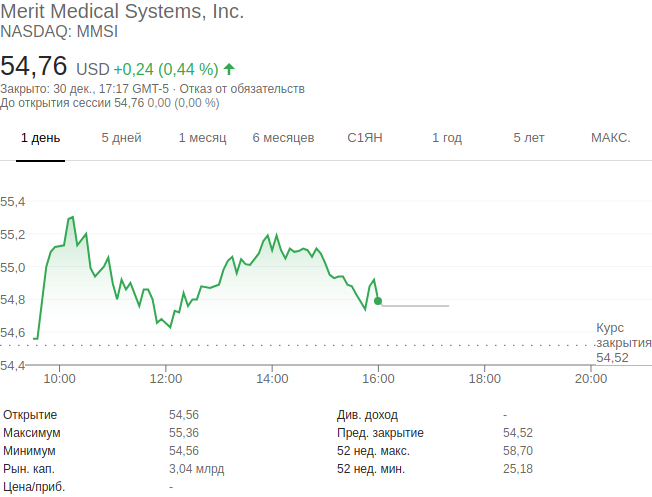 Merit Medical Systems, Inc.
NASDAQ: MMSI
54,76 USD +0,24 (0,44 %)
Закрыто: 30 дек., 17:17 GMT-5 · Отказ от обязательств
До открытия сессии 54,76 0,00 (0,00 %)
1 день 5 дней 1 месяц 6 месяцев С1ЯН 1 год 5 лет МАКС.
55,4
55,2
55,0
54,8
54,6
54,4
Курс
закрытия
54,52
10:00 12:00 14:00 16:00 18:00 20:00
Открытие 54,56 Див. доход -
Максимум 55,36 Пред. закрытие 54,52
Минимум 54,56 52 нед. макс. 58,70
Рын. кап. 3,04 млрд 52 нед. мин. 25,18
Цена/приб. -